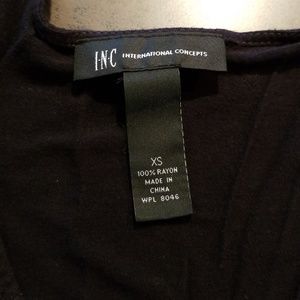 I·N·C INTERNATIONAL CONCEPTS
XS
100% RAYON
MADE IN
CHINA
WPL 8046